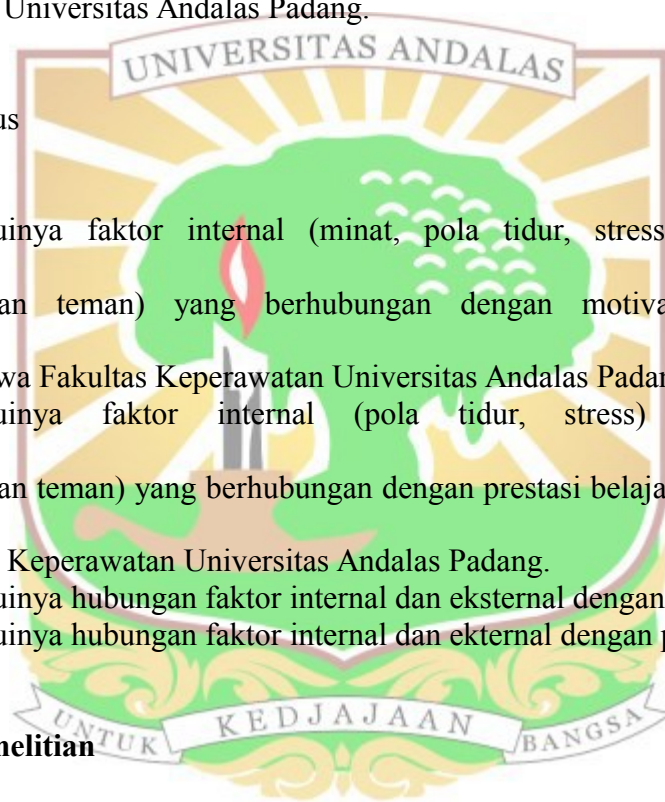 Universitas Andalas Padang.
UNIVERSITAS ANDALAS
us
uinya faktor internal (minat, pola tidur, stress
an teman) yang berhubungan dengan motiva
wa Fakultas Keperawatan Universitas Andalas Padan
uinya faktor internal (pola tidur, stress)
an teman) yang berhubungan dengan prestasi belaja
Keperawatan Universitas Andalas Padang.
uinya hubungan faktor internal dan eksternal dengan
uinya hubungan faktor internal dan ekternal dengan p
UNTUK KEDJAJAAN BANGSA
nelitian